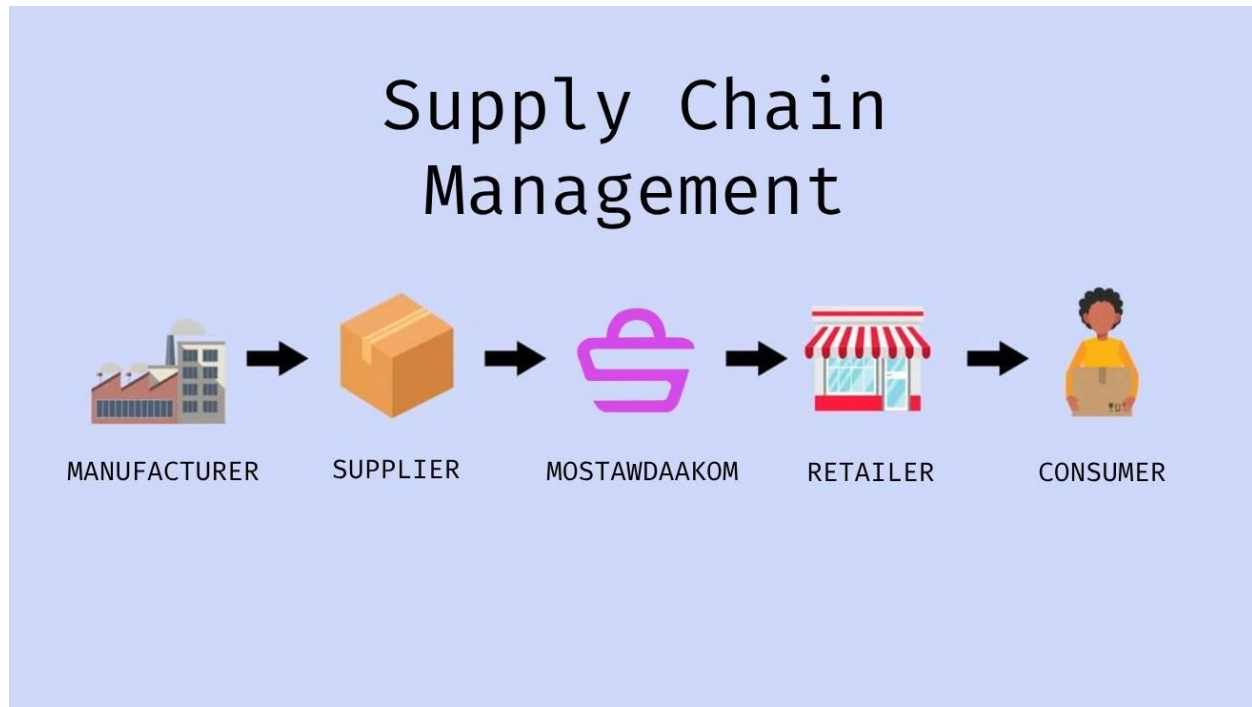 Supply Chain
Management
MANUFACTURER
SUPPLIER
MOSTAWDAAKOM
RETAILER
CONSUMER